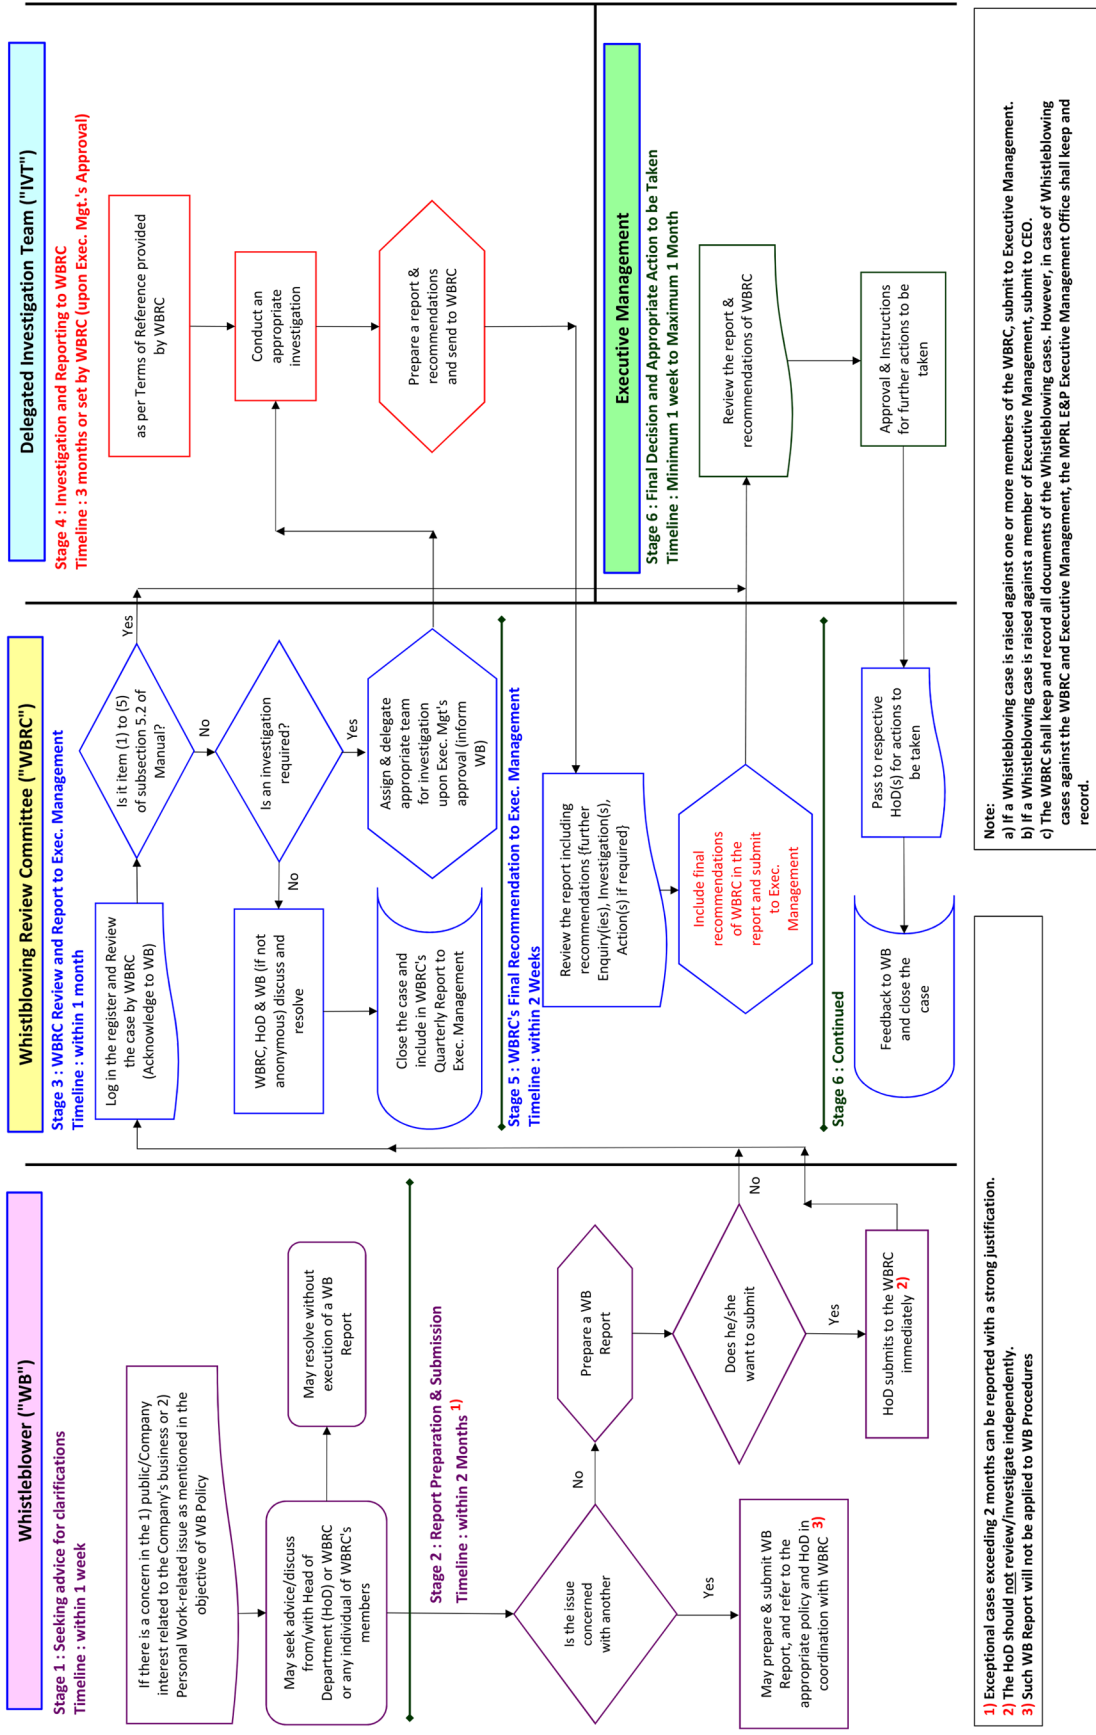 Whistleblower ("WB")
Stage 1 : Seeking advice for clarifications
Timeline : within 1 week
If there is a concern in the 1) public/Company
interest related to the Company's business or 2)
Personal Work-related issue as mentioned in the
objective of WB Policy
May seek advice/discuss
from/with Head of
Department (HoD) or WBRC
or any individual of WBRC's
members
May resolve without
execution of a WB
Report
Stage 2 : Report Preparation & Submission
Timeline : within 2 Months 1)
Is the issue
concerned
with another
No
Yes
Prepare a WB
Report
May prepare & submit WB
Report, and refer to the
appropriate policy and HoD in
coordination with WBRC 3)
Does he/she
want to submit
No
Yes
HoD submits to the WBRC
immediately 2)
Whistlblowing Review Committee ("WBRC")
Stage 3 : WBRC Review and Report to Exec. Management
Timeline : within 1 month
Log in the register and Review
the case by WBRC
(Acknowledge to WB)
Is it item (1) to (5)
of subsection 5.2 of
Manual?
Yes
No
Is an investigation
required?
No
Yes
WBRC, HoD & WB (if not
anonymous) discuss and
resolve
Close the case and
include in WBRC's
Quarterly Report to
Exec. Management
Assign & delegate
appropriate team
for investigation
upon Exec. Mgt's
approval (inform
WB)
Stage 5 : WBRC's Final Recommendation to Exec. Management
Timeline : within 2 Weeks
Review the report including
recommendations {further
Enquiry(ies), Investigation(s),
Action(s) if required}
Include final
recommendations
of WBRC in the
report and submit
to Exec.
Management
Stage 6 : Continued
Pass to respective
HoD(s) for actions to
be taken
Feedback to WB
and close the
case
Delegated Investigation Team ("IVT")
Stage 4 : Investigation and Reporting to WBRC
Timeline : 3 months or set by WBRC (upon Exec. Mgt.'s Approval)
as per Terms of Reference provided
by WBRC
Conduct an
appropriate
investigation
Prepare a report &
recommendations
and send to WBRC
Executive Management
Stage 6 : Final Decision and Appropriate Action to be Taken
Timeline : Minimum 1 week to Maximum 1 Month
Review the report &
recommendations of WBRC
Approval & Instructions
for further actions to be
taken
1) Exceptional cases exceeding 2 months can be reported with a strong justification.
2) The HoD should not review/investigate independently.
3) Such WB Report will not be applied to WB Procedures
Note:
a) If a Whistleblowing case is raised against one or more members of the WBRC, submit to Executive Management.
b) If a Whistleblowing case is raised against a member of Executive Management, submit to CEO.
c) The WBRC shall keep and record all documents of the Whistleblowing cases. However, in case of Whistleblowing
cases against the WBRC and Executive Management, the MPRL E&P Executive Management Office shall keep and
record.